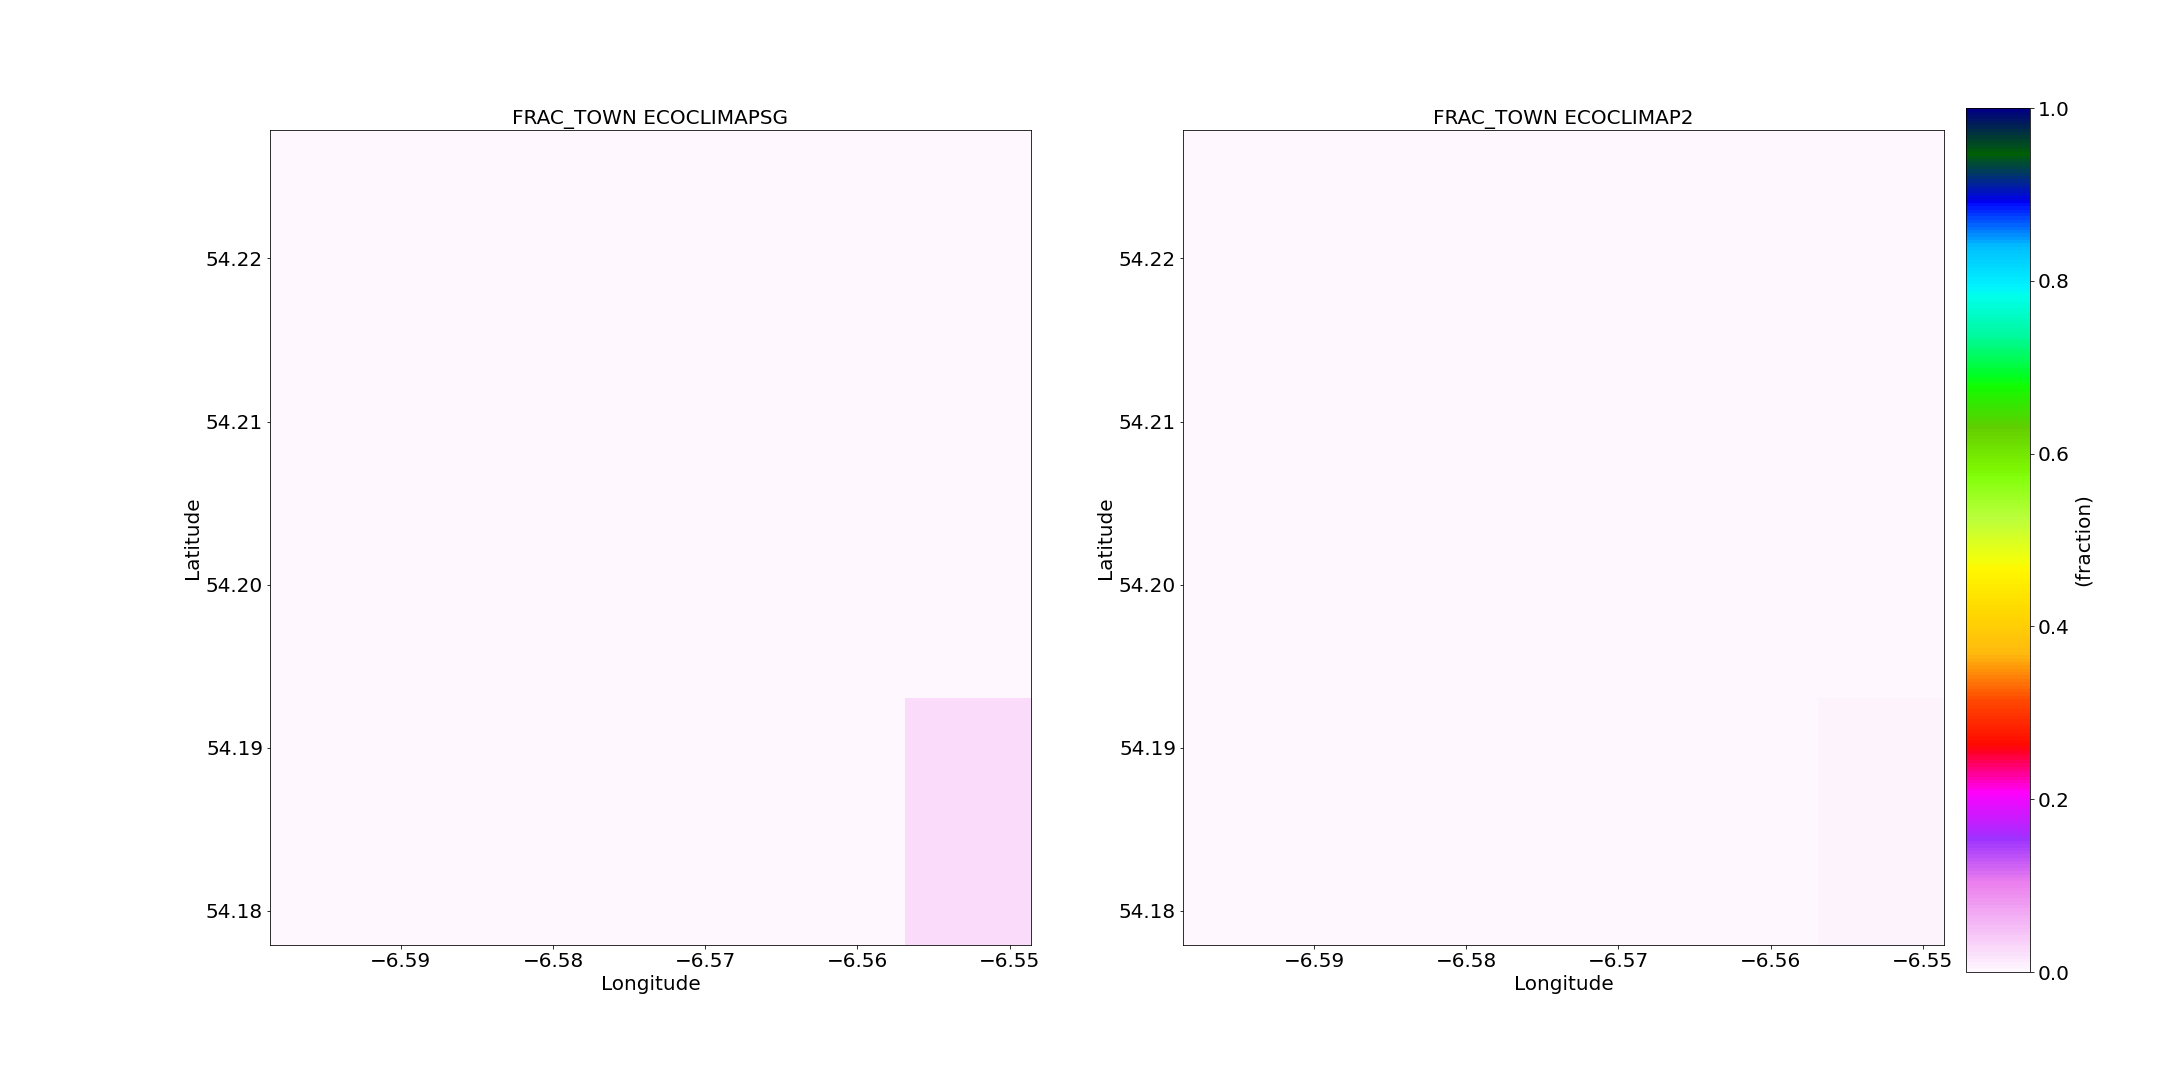 FRAC_TOWN ECOCLIMAPSG
54.22
54.21
54.20
54.19
54.18
Latitude
−6.59 −6.58 −6.57 −6.56 −6.55
Longitude
FRAC_TOWN ECOCLIMAP2
54.22
54.21
54.20
54.19
54.18
Latitude
−6.59 −6.58 −6.57 −6.56 −6.55
Longitude
1.0
0.8
0.6
0.4
0.2
0.0
(fraction)